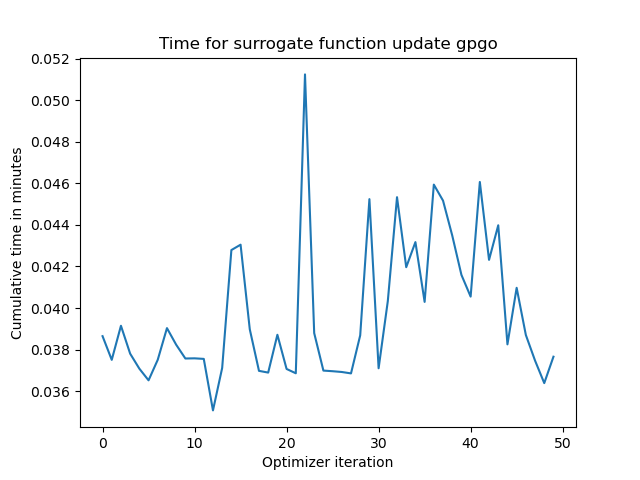 Time for surrogate function update gpgo
0.052
0.050
0.048
0.046
0.044
0.042
0.040
0.038
0.036
Cumulative time in minutes
0 10 20 30 40 50
Optimizer iteration